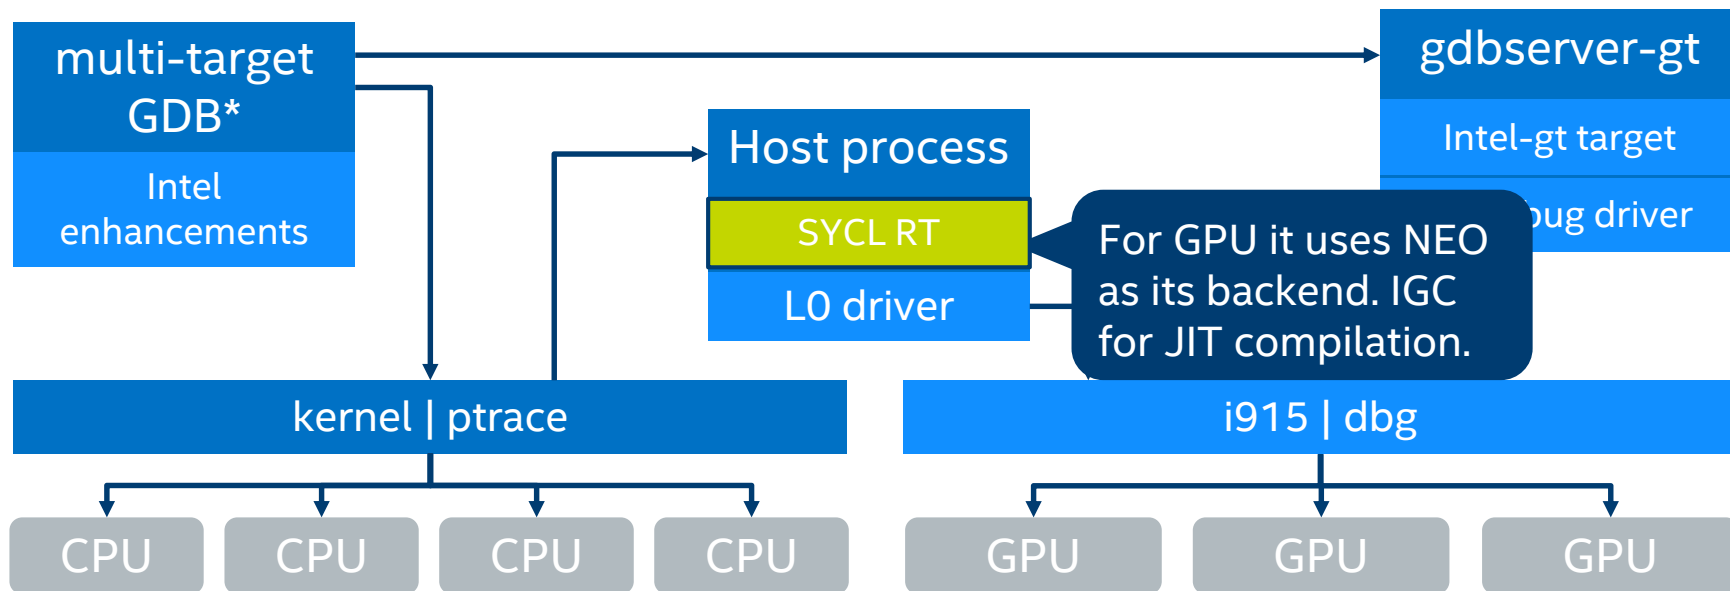 multi-target
GDB*
Intel
enhancements
Host process
SYCL RT
L0 driver
gdbserver-gt
Intel-gt target
driver
For GPU it uses NEO
as its backend. IGC
for JIT compilation.
kernel | ptrace
i915 | dbg
CPU
CPU
CPU
CPU
GPU
GPU
GPU